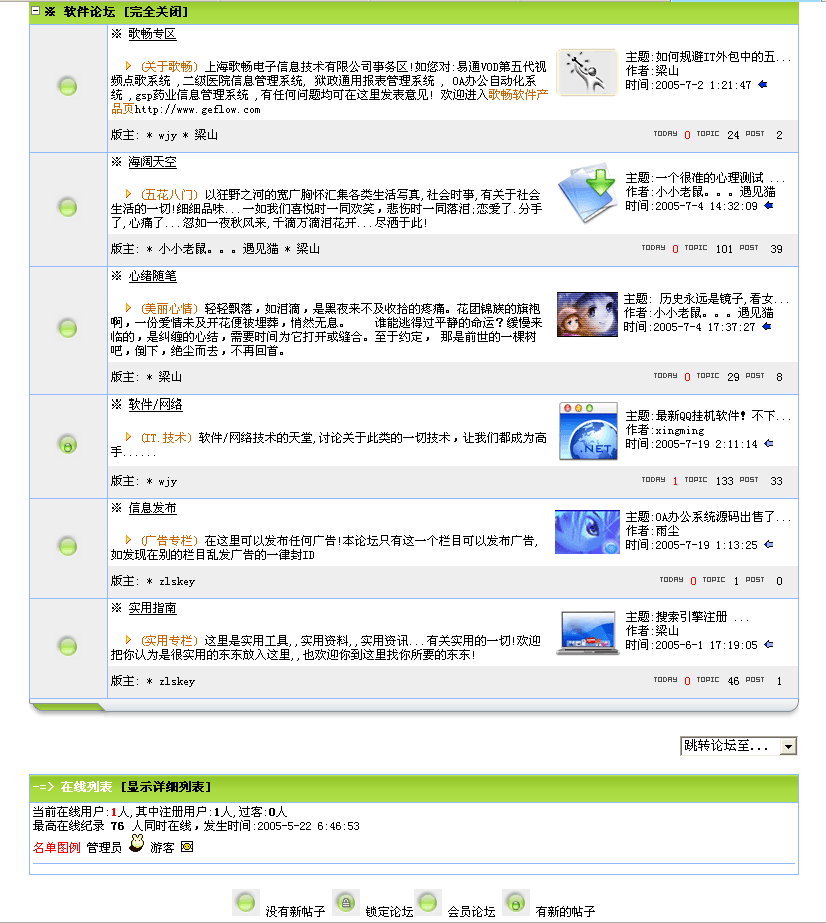 ※ 软件论坛 [完全关闭]
※ 歌畅专区
(关于歌畅) 上海歌畅电子信息技术有限公司事务区!如您对:易通VOD第五代视
频点歌系统 , 二级医院信息管理系统, 狱政通用报表管理系统 , OA办公自动化系
统 , gsp药业信息管理系统 , 有任何问题均可在这里发表意见! 欢迎进入歌畅软件产
品页http://www.geflow.com
主题:如何规避IT外包中的五...
作者:梁山
时间:2005-7-2 1:21:47
版主: * wjy * 梁山
TODAY 0 TOPIC 24 POST 2
※ 海阔天空
(五花八门) 以狂野之河的宽广胸怀汇集各类生活写真,社会时事,有关于社会
生活的一切!细细品味...一如我们喜悦时一同欢笑，悲伤时一同落泪;恋爱了.分手
了,心痛了...忽如一夜秋风来,千滴万滴泪花开...尽洒于此!
主题:一个很准的心理测试 ...
作者:小小老鼠。。。遇见猫
时间:2005-7-4 14:32:09
版主: * 小小老鼠。。。遇见猫 * 梁山
TODAY 0 TOPIC 101 POST 39
※ 心绪随笔
(美丽心情) 轻轻飘落，如泪滴，是黑夜来不及收拾的疼痛。花团锦族的旗袍
啊，一份爱情未及开花便被埋葬，悄然无息。 谁能逃得过平静的命运？缓慢来
临的，是纠缠的心结，需要时间为它打开或缝合。至于约定， 那是前世的一棵树
吧，倒下，绝尘而去，不再回首。
主题: 历史永远是镜子,看女...
作者:小小老鼠。。。遇见猫
时间:2005-7-4 17:37:27
版主: * 梁山
TODAY 0 TOPIC 29 POST 8
※ 软件/网络
(IT.技术) 软件/网络技术的天堂,讨论关于此类的一切技术，让我们都成为高
手......
.NET
主题:最新QQ挂机软件！不下...
作者:xingming
时间:2005-7-19 2:11:14
版主: * wjy
TODAY 1 TOPIC 133 POST 33
※ 信息发布
(广告专栏) 在这里可以发布任何广告!本论坛只有这一个栏目可以发布广告,
如发现在别的栏目乱发广告的一律封ID
主题:OA办公系统源码出售了...
作者:雨尘
时间:2005-7-19 1:13:25
版主: * zlskey
TODAY 0 TOPIC 1 POST 0
※ 实用指南
(实用专栏) 这里是实用工具,,实用资料,,实用资讯...有关实用的一切!欢迎
把你认为是很实用的东东放入这里,,也欢迎你到这里找你所要的东东!
主题:搜索引擎注册 ...
作者:梁山
时间:2005-6-1 17:19:05
版主: * zlskey
TODAY 0 TOPIC 46 POST 1
跳转论坛至...
-=> 在线列表 [显示详细列表]
当前在线用户:1人,其中注册用户:1人,过客:0人
最高在线纪录 76 人同时在线，发生时间:2005-5-22 6:46:53
名单图例 管理员 游客
没有新帖子 锁定论坛 会员论坛 有新的帖子